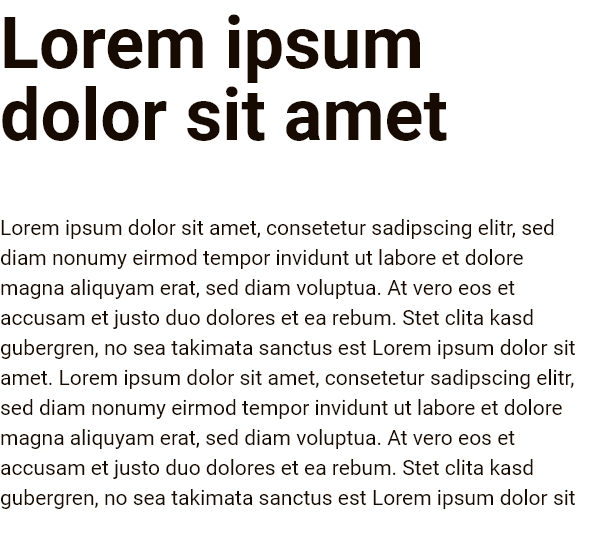 Lorem ipsum
dolor sit amet
Lorem ipsum dolor sit amet, consetetur sadipscing elitr, sed
diam nonumy eirmod tempor invidunt ut labore et dolore
magna aliquyam erat, sed diam voluptua. At vero eos et
accusam et justo duo dolores et ea rebum. Stet clita kasd
gubergren, no sea takimata sanctus est Lorem ipsum dolor sit
amet. Lorem ipsum dolor sit amet, consetetur sadipscing elitr,
sed diam nonumy eirmod tempor invidunt ut labore et dolore
magna aliquyam erat, sed diam voluptua. At vero eos et
accusam et justo duo dolores et ea rebum. Stet clita kasd
gubergren, no sea takimata sanctus est Lorem ipsum dolor sit